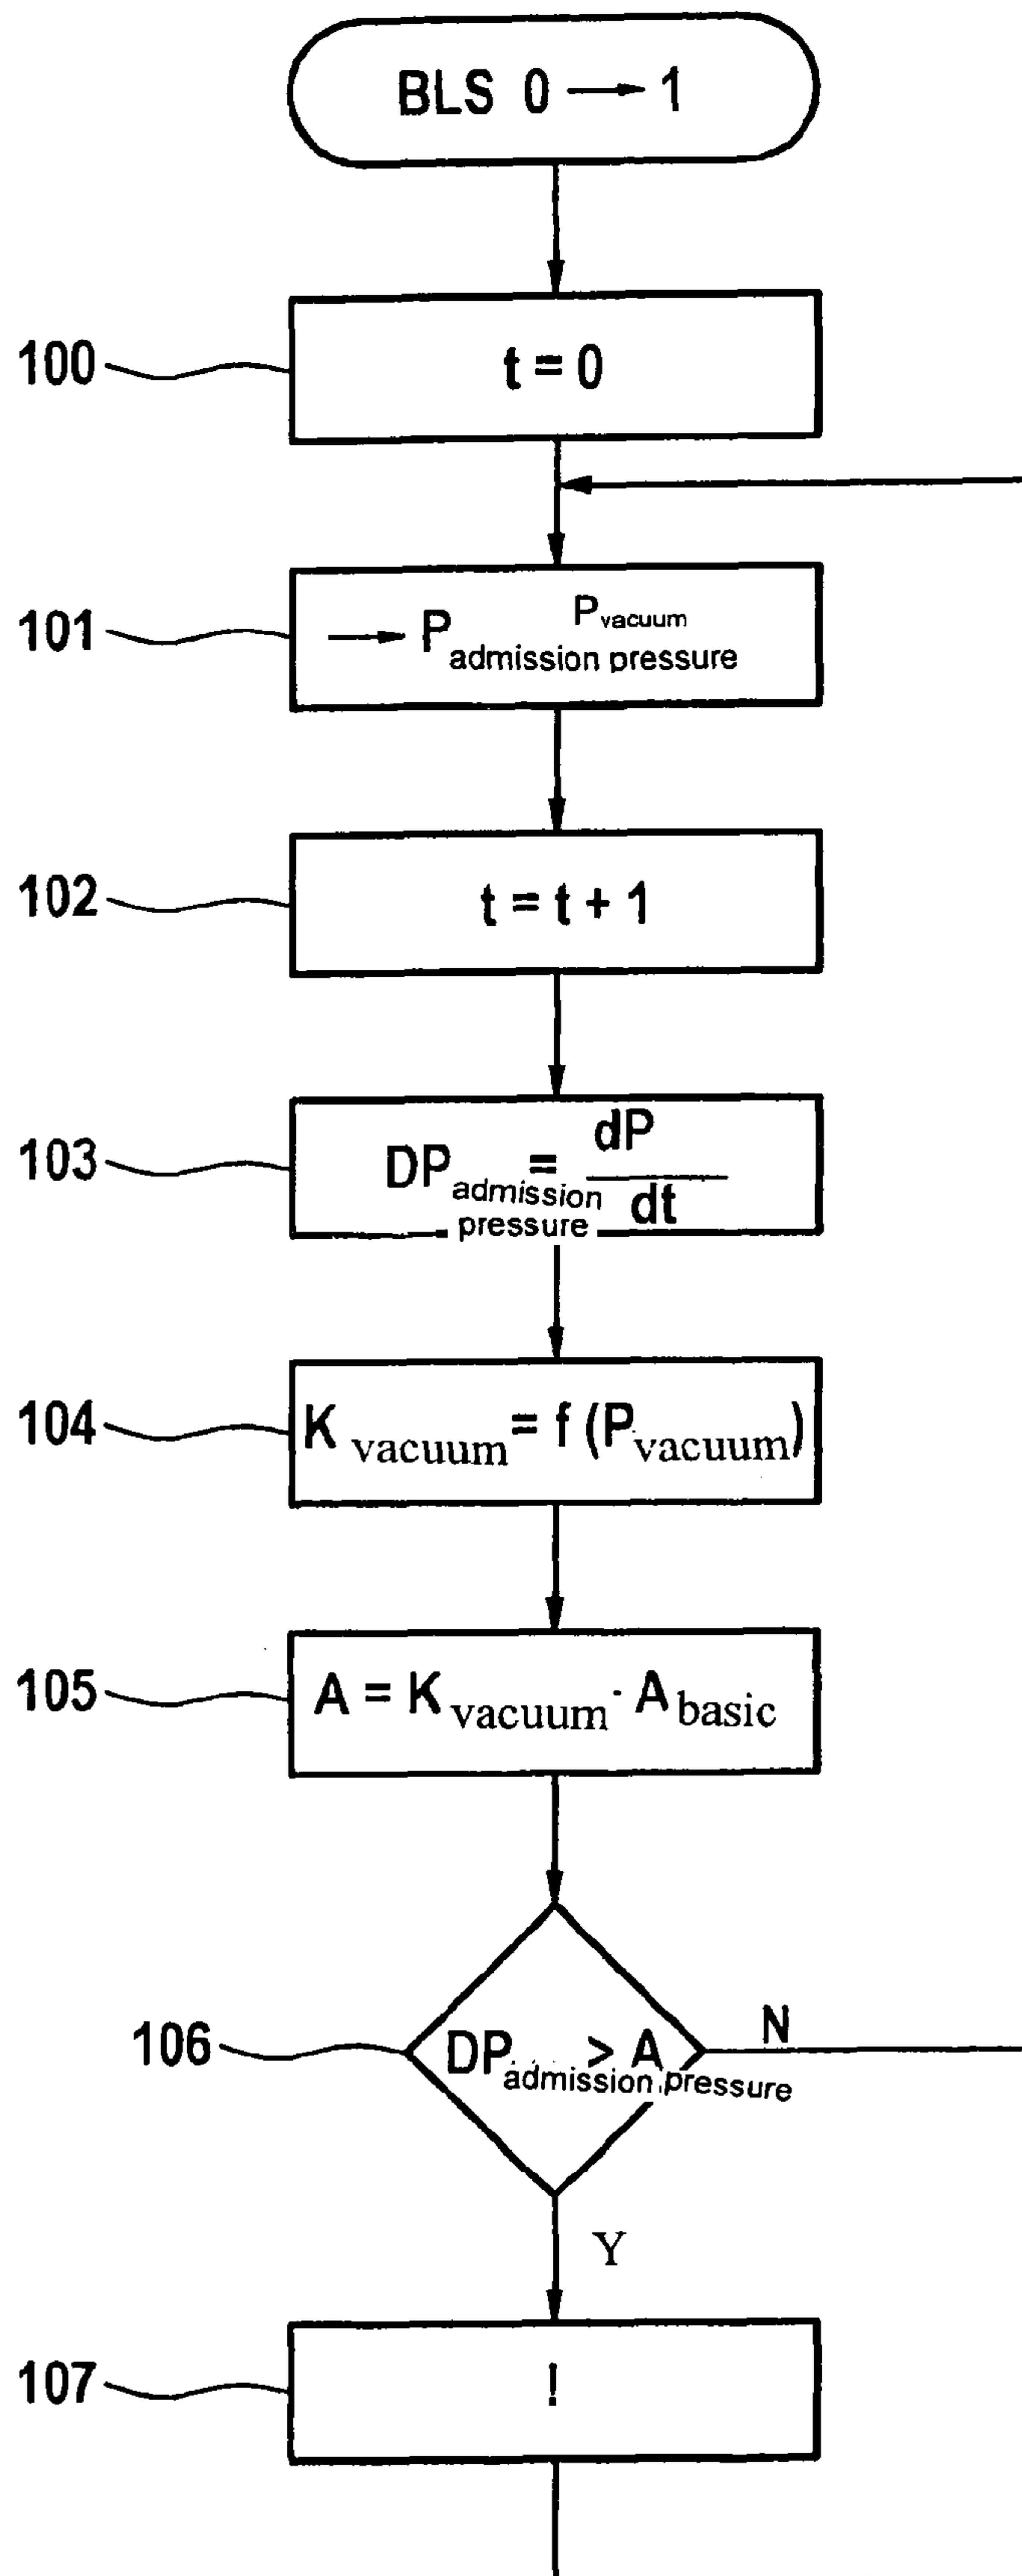 BLS 0 → 1
100
t = 0
101
→ P admission pressure P vacuum
102
t = t + 1
103
DP admission pressure = dP / dt
104
K vacuum = f (P vacuum)
105
A = K vacuum · A basic
106
DP admission pressure > A
N
Y
107
!